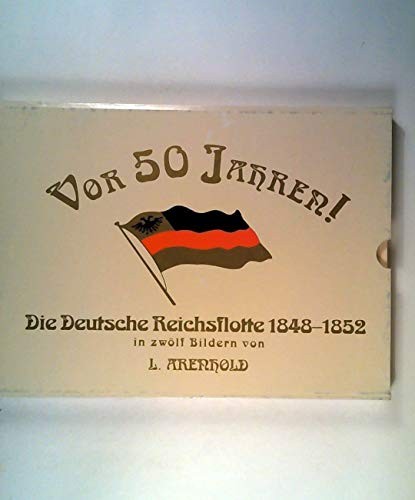 Vor 50 Jahren!
Die Deutsche Reichsflotte 1848–1852
in zwölf Bildern von
L. Arenhold